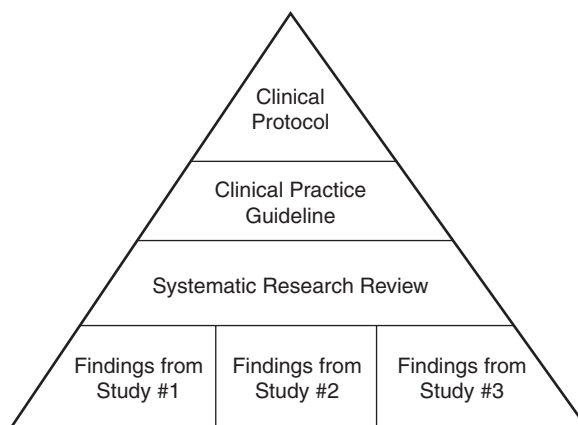 Clinical
Protocol
Clinical Practice
Guideline
Systematic Research Review
Findings from
Study #1
Findings from
Study #2
Findings from
Study #3